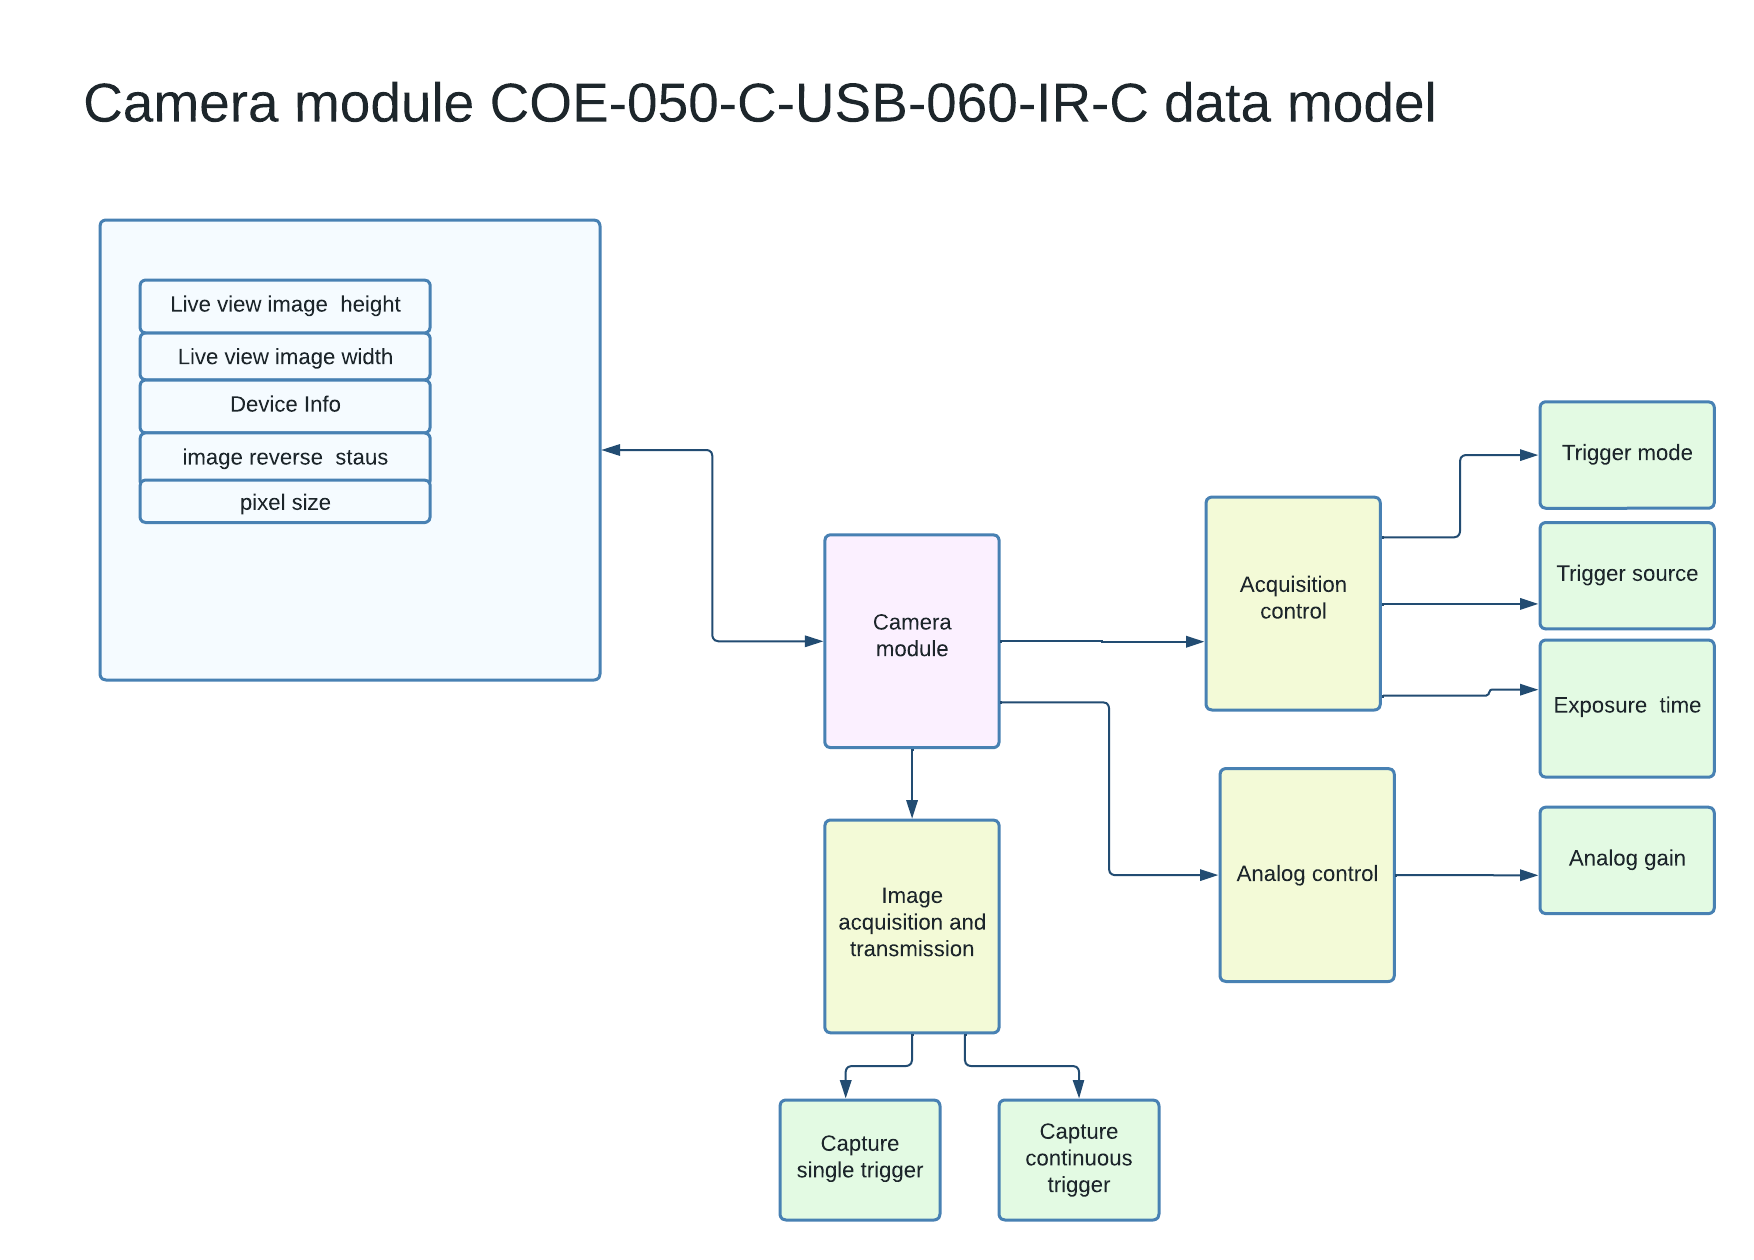 Camera module COE-050-C-USB-060-IR-C data model
Live view image  height
Live view image width
Device Info
image reverse  staus
pixel size
Camera
module
Acquisition
control
Trigger mode
Trigger source
Exposure  time
Analog control
Analog gain
Image
acquisition and
transmission
Capture
single trigger
Capture
continuous
trigger